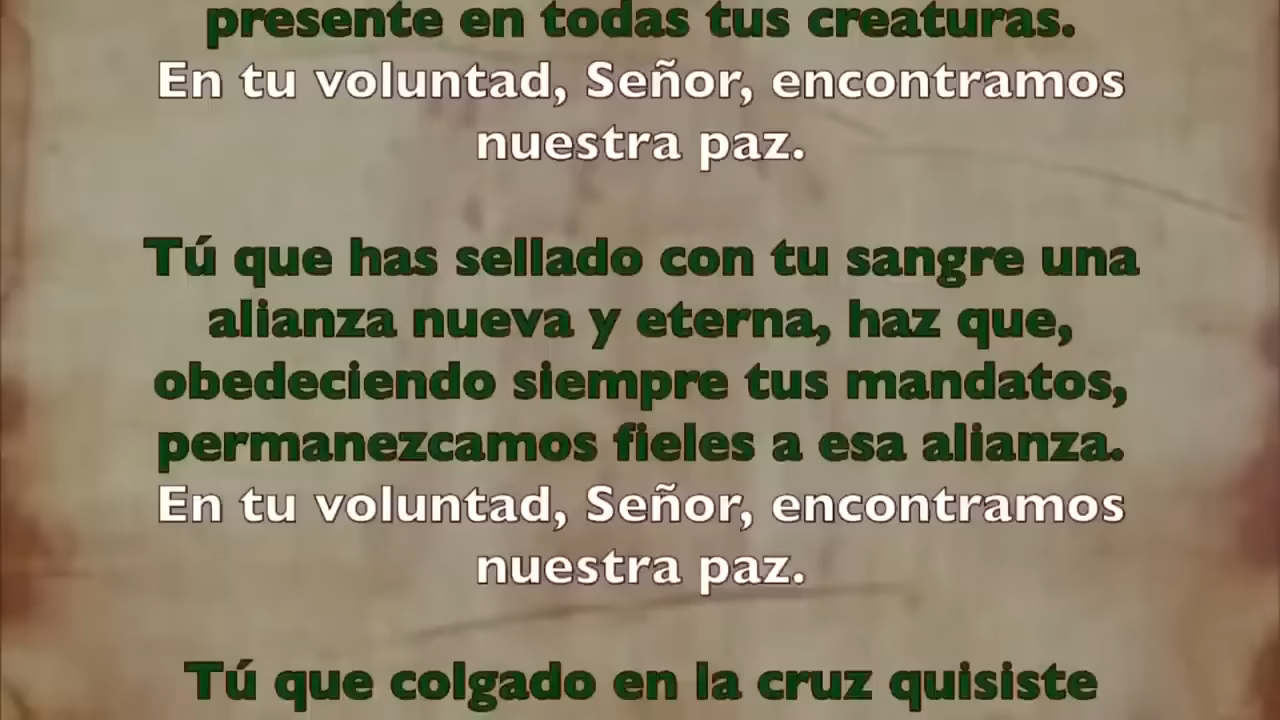 presente en todas tus creaturas.
En tu voluntad, Señor, encontramos
nuestra paz.
Tú que has sellado con tu sangre una
alianza nueva y eterna, haz que,
obedeciendo siempre tus mandatos,
permanezcamos fieles a esa alianza.
En tu voluntad, Señor, encontramos
nuestra paz.
Tú que colgado en la cruz quisiste